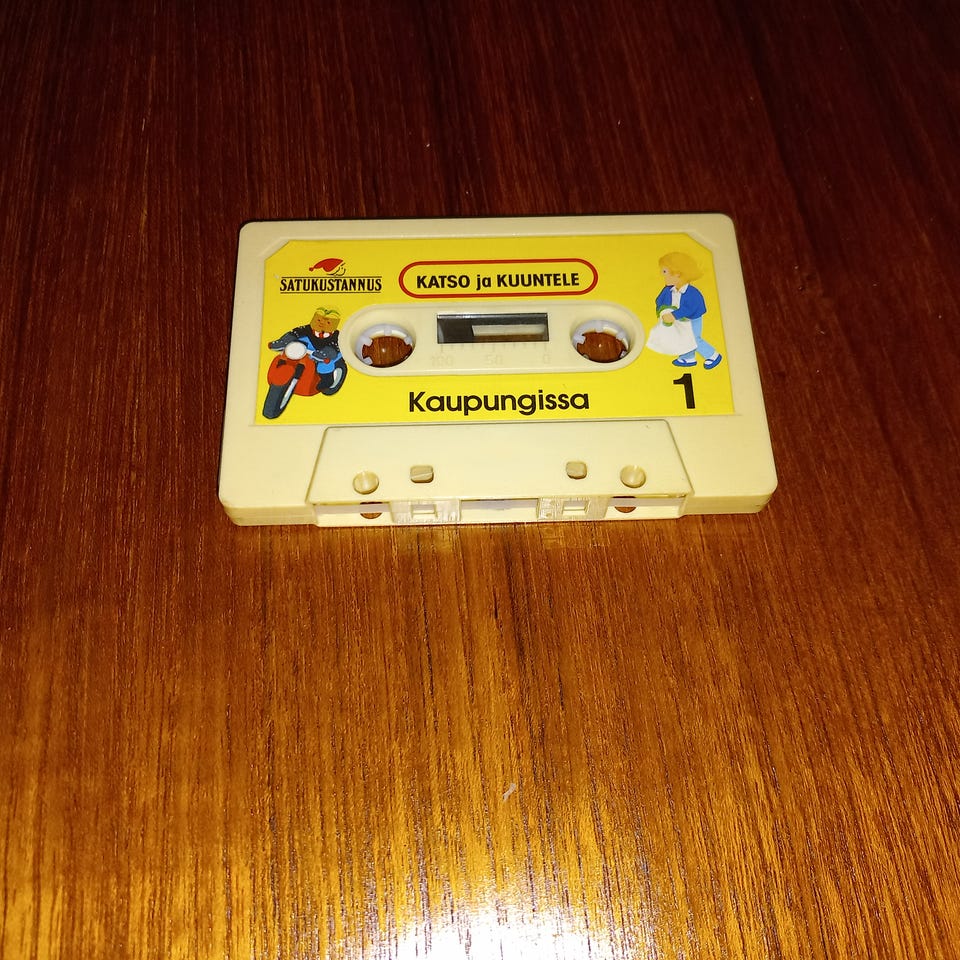 SATUKUSTANNUS
KATSO ja KUUNTELE
100 50 0
Kaupungissa
1